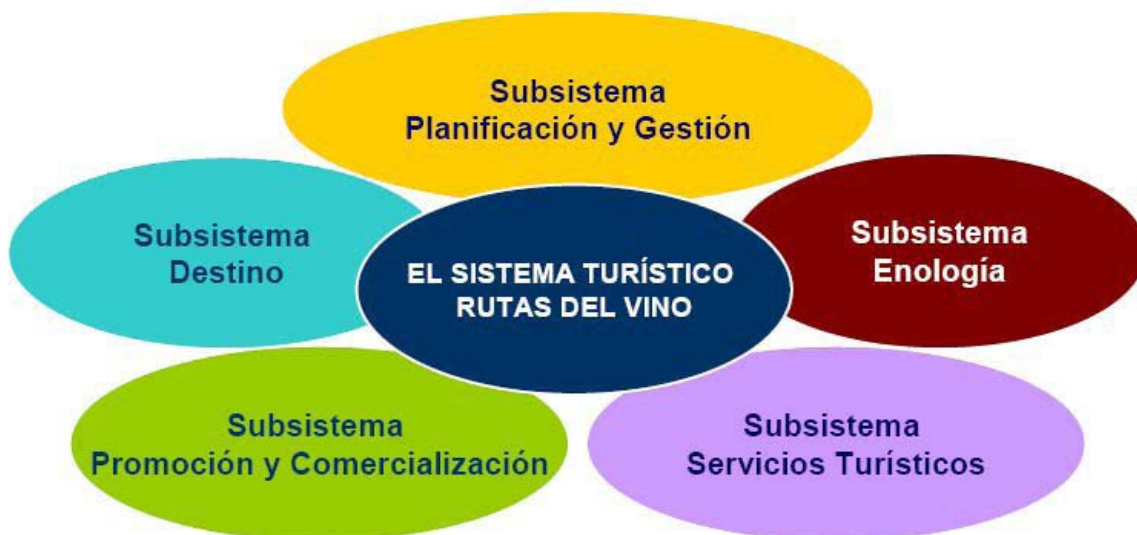 Subsistema
Planificación y Gestión
Subsistema
Destino
EL SISTEMA TURÍSTICO
RUTAS DEL VINO
Subsistema
Enología
Subsistema
Promoción y Comercialización
Subsistema
Servicios Turísticos